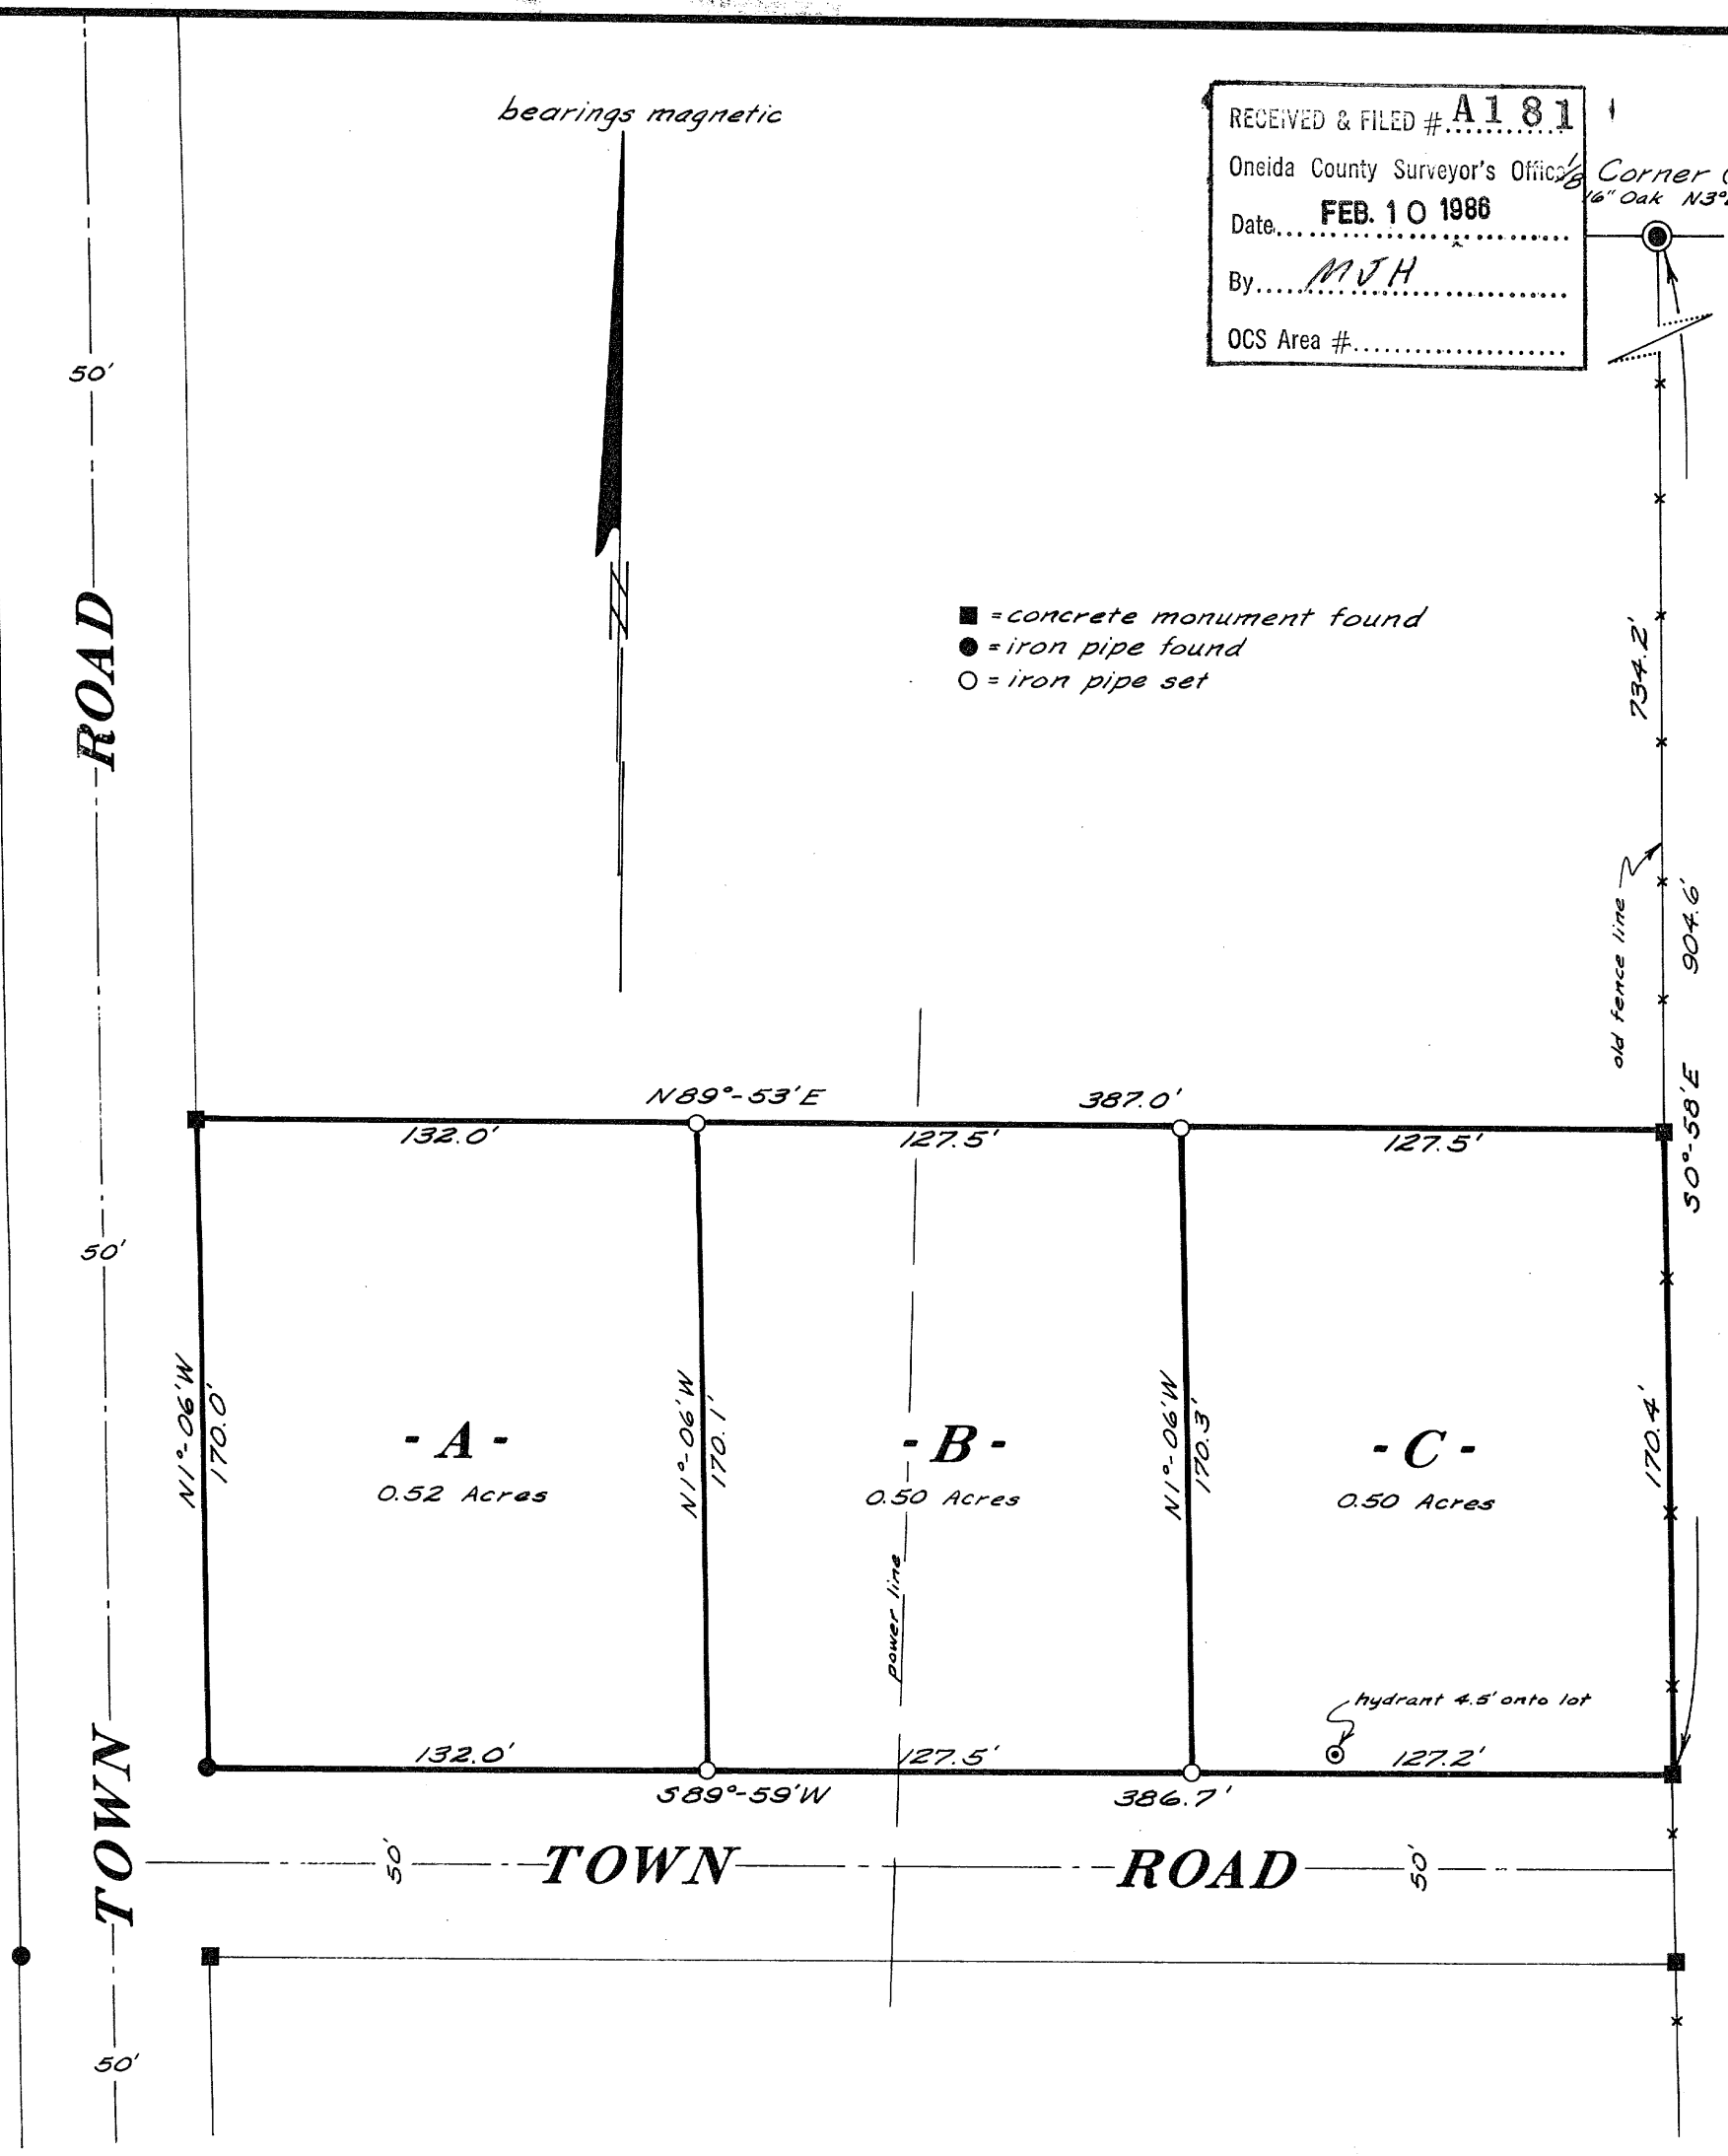 bearings magnetic
RECEIVED & FILED # A181
Oneida County Surveyor's Office
Date FEB. 10 1986
By MJH
OCS Area #
1/8 Corner
16" Oak N3°
■ = concrete monument found
● = iron pipe found
○ = iron pipe set
50'
ROAD
734.2'
old fence line
904.6'
S0°-58'E
N89°-53'E 387.0'
132.0' 127.5' 127.5'
50'
N1°-06'W
170.0'
- A -
0.52 Acres
N1°-06'W
170.1'
- B -
0.50 Acres
N1°-06'W
170.3'
- C -
0.50 Acres
170.4'
power line
hydrant 4.5' onto lot
132.0' 127.5' 127.2'
S89°-59'W 386.7'
TOWN
50' TOWN ROAD 50'
50'